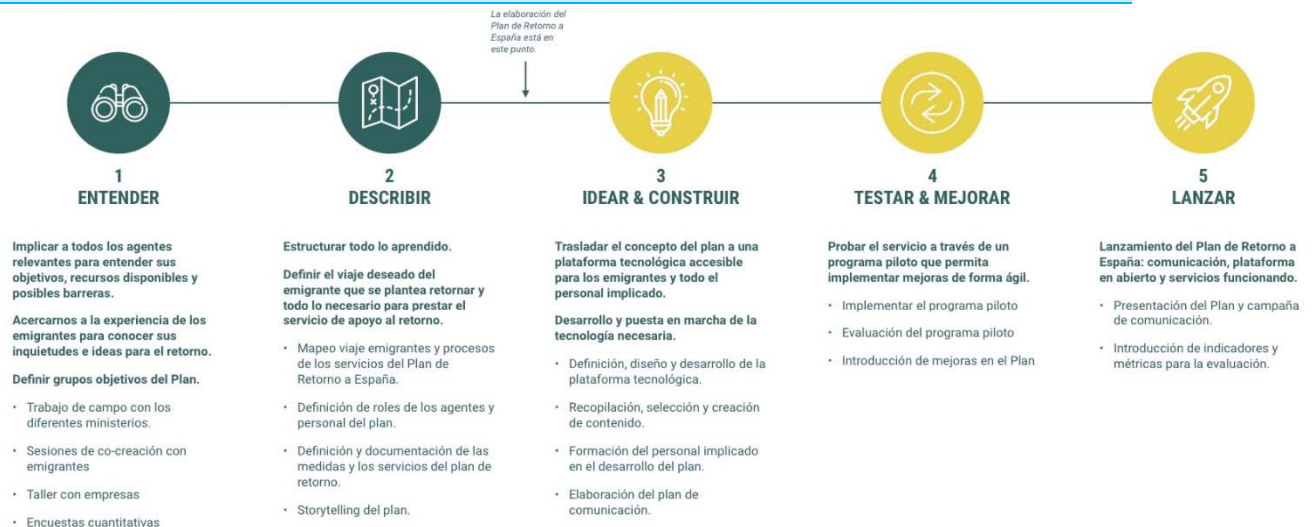 La elaboración del
Plan de Retorno a
España está en
este punto.
1
ENTENDER
Implicar a todos los agentes
relevantes para entender sus
objetivos, recursos disponibles y
posibles barreras.
Acercarnos a la experiencia de los
emigrantes para conocer sus
inquietudes e ideas para el retorno.
Definir grupos objetivos del Plan.
• Trabajo de campo con los
diferentes ministerios.
• Sesiones de co-creación con
emigrantes
• Taller con empresas
• Encuestas cuantitativas
2
DESCRIBIR
Estructurar todo lo aprendido.
Definir el viaje deseado del
emigrante que se plantea retornar y
todo lo necesario para prestar el
servicio de apoyo al retorno.
• Mapeo viaje emigrantes y procesos
de los servicios del Plan de
Retorno a España.
• Definición de roles de los agentes y
personal del plan.
• Definición y documentación de las
medidas y los servicios del plan de
retorno.
• Storytelling del plan.
3
IDEAR & CONSTRUIR
Trasladar el concepto del plan a una
plataforma tecnológica accesible
para los emigrantes y todo el
personal implicado.
Desarrollo y puesta en marcha de la
tecnología necesaria.
• Definición, diseño y desarrollo de la
plataforma tecnológica.
• Recopilación, selección y creación
de contenido.
• Formación del personal implicado
en el desarrollo del plan.
• Elaboración del plan de
comunicación.
4
TESTAR & MEJORAR
Probar el servicio a través de un
programa piloto que permita
implementar mejoras de forma ágil.
• Implementar el programa piloto
• Evaluación del programa piloto
• Introducción de mejoras en el Plan
5
LANZAR
Lanzamiento del Plan de Retorno a
España: comunicación, plataforma
en abierto y servicios funcionando.
• Presentación del Plan y campaña
de comunicación.
• Introducción de indicadores y
métricas para la evaluación.